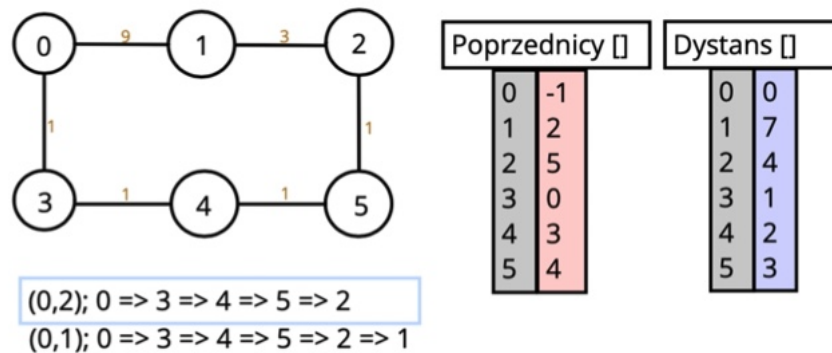 0 9 1 3 2
1 1
3 1 4 1 5
(0,2); 0 => 3 => 4 => 5 => 2
(0,1); 0 => 3 => 4 => 5 => 2 => 1
Poprzednicy []
0 -1
1 2
2 5
3 0
4 3
5 4
Dystans []
0 0
1 7
2 4
3 1
4 2
5 3